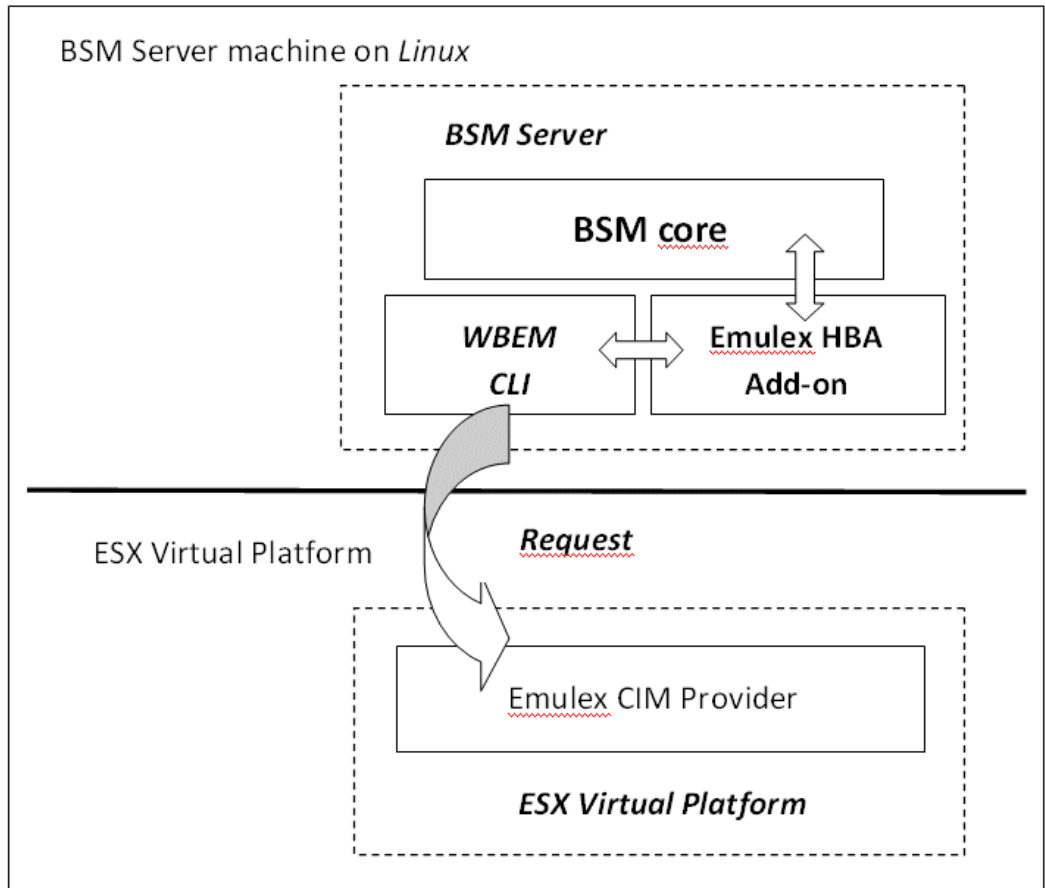 BSM Server machine on Linux
BSM Server
BSM core
WBEM
CLI
Emulex HBA
Add-on
ESX Virtual Platform
Request
Emulex CIM Provider
ESX Virtual Platform